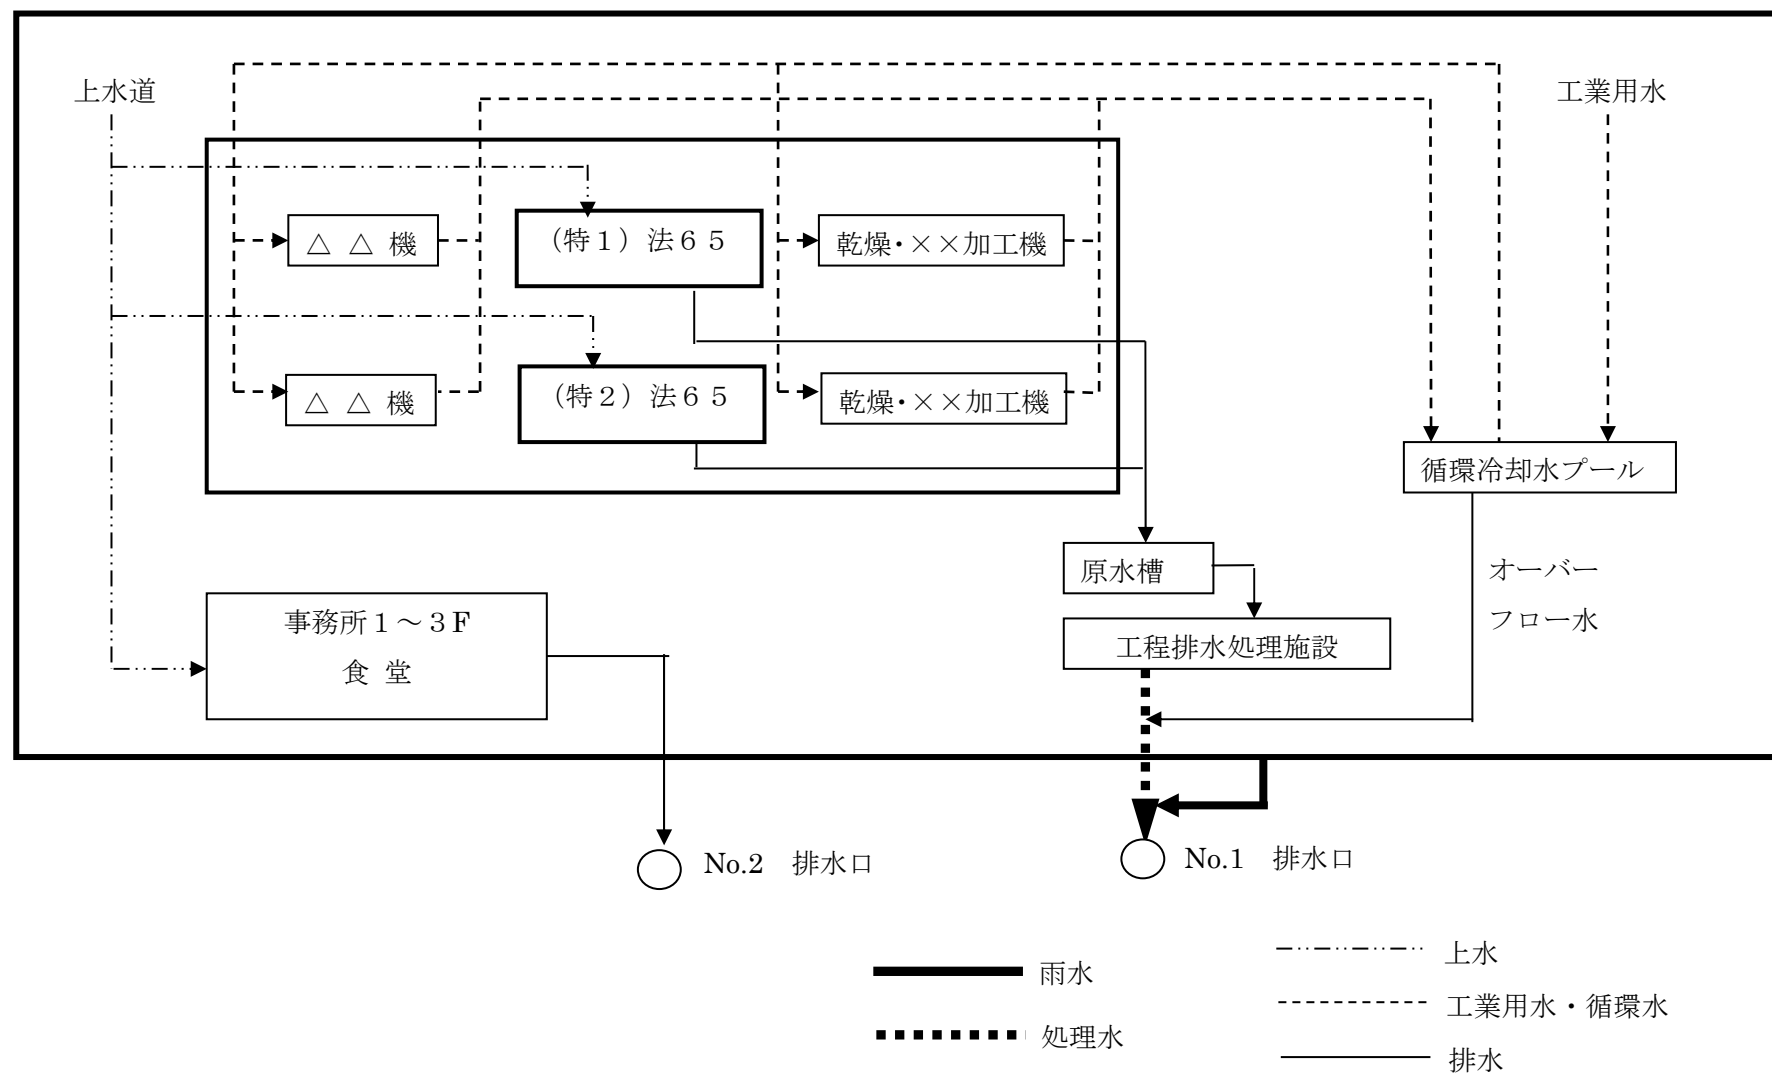 上水道
工業用水
△ △ 機
（特１）法６５
乾燥・××加工機
△ △ 機
（特２）法６５
乾燥・××加工機
循環冷却水プール
原水槽
オーバー
フロー水
事務所１～３F
食 堂
工程排水処理施設
No.2 排水口
No.1 排水口
雨水
処理水
上水
工業用水・循環水
排水